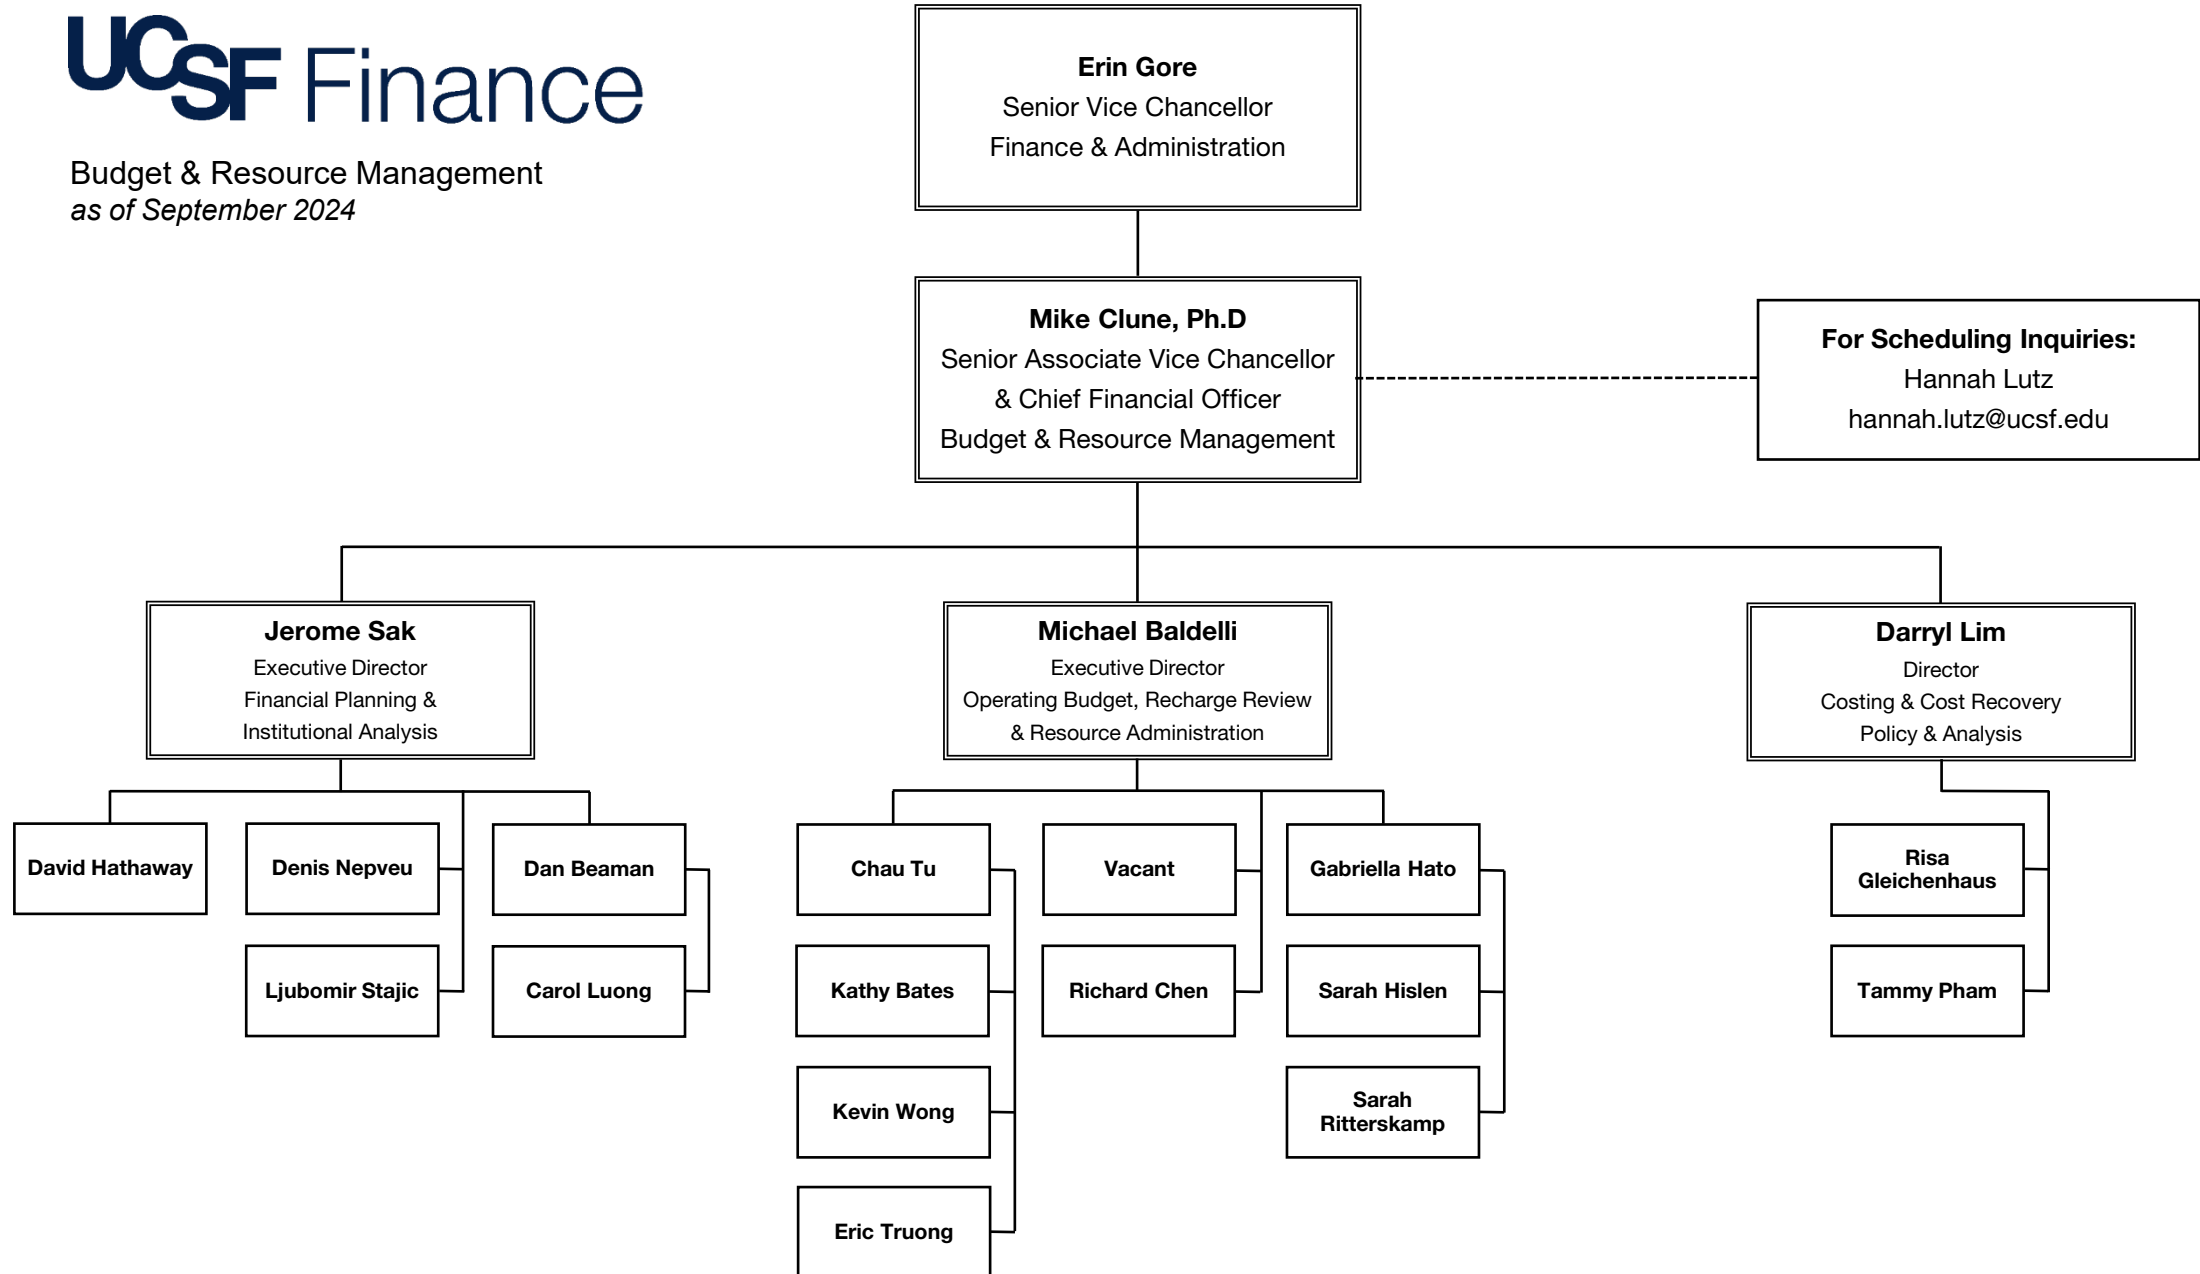 UCSF Finance
Budget & Resource Management
as of September 2024
Erin Gore
Senior Vice Chancellor
Finance & Administration
Mike Clune, Ph.D
Senior Associate Vice Chancellor
& Chief Financial Officer
Budget & Resource Management
For Scheduling Inquiries:
Hannah Lutz
hannah.lutz@ucsf.edu
Jerome Sak
Executive Director
Financial Planning &
Institutional Analysis
Michael Baldelli
Executive Director
Operating Budget, Recharge Review
& Resource Administration
Darryl Lim
Director
Costing & Cost Recovery
Policy & Analysis
David Hathaway
Denis Nepveu
Ljubomir Stajic
Dan Beaman
Carol Luong
Chau Tu
Kathy Bates
Kevin Wong
Eric Truong
Vacant
Richard Chen
Gabriella Hato
Sarah Hislen
Sarah
Ritterskamp
Risa
Gleichenhaus
Tammy Pham